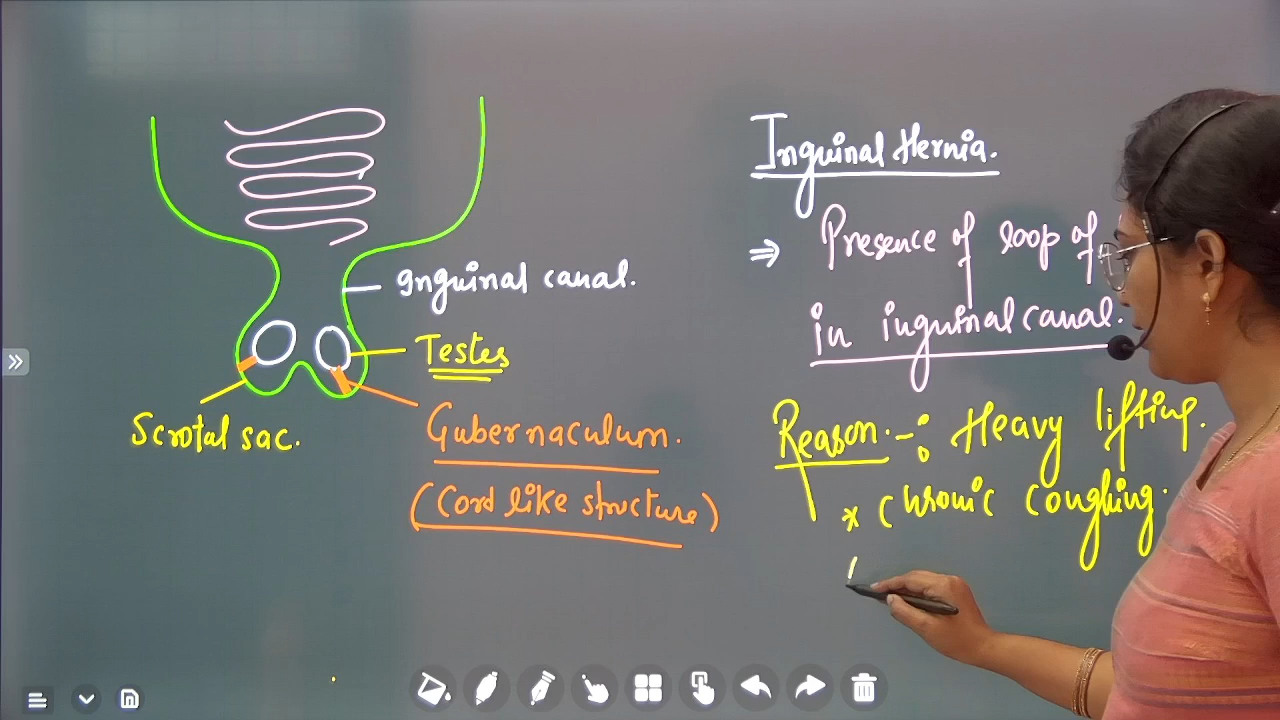 Inguinal canal.
Testes
Scrotal sac.
Gubernaculum.
(Cord like structure)
Inguinal Hernia.
⇒ Presence of loop of
in inguinal canal.
Reason. -: Heavy lifting.
* Chronic coughing.